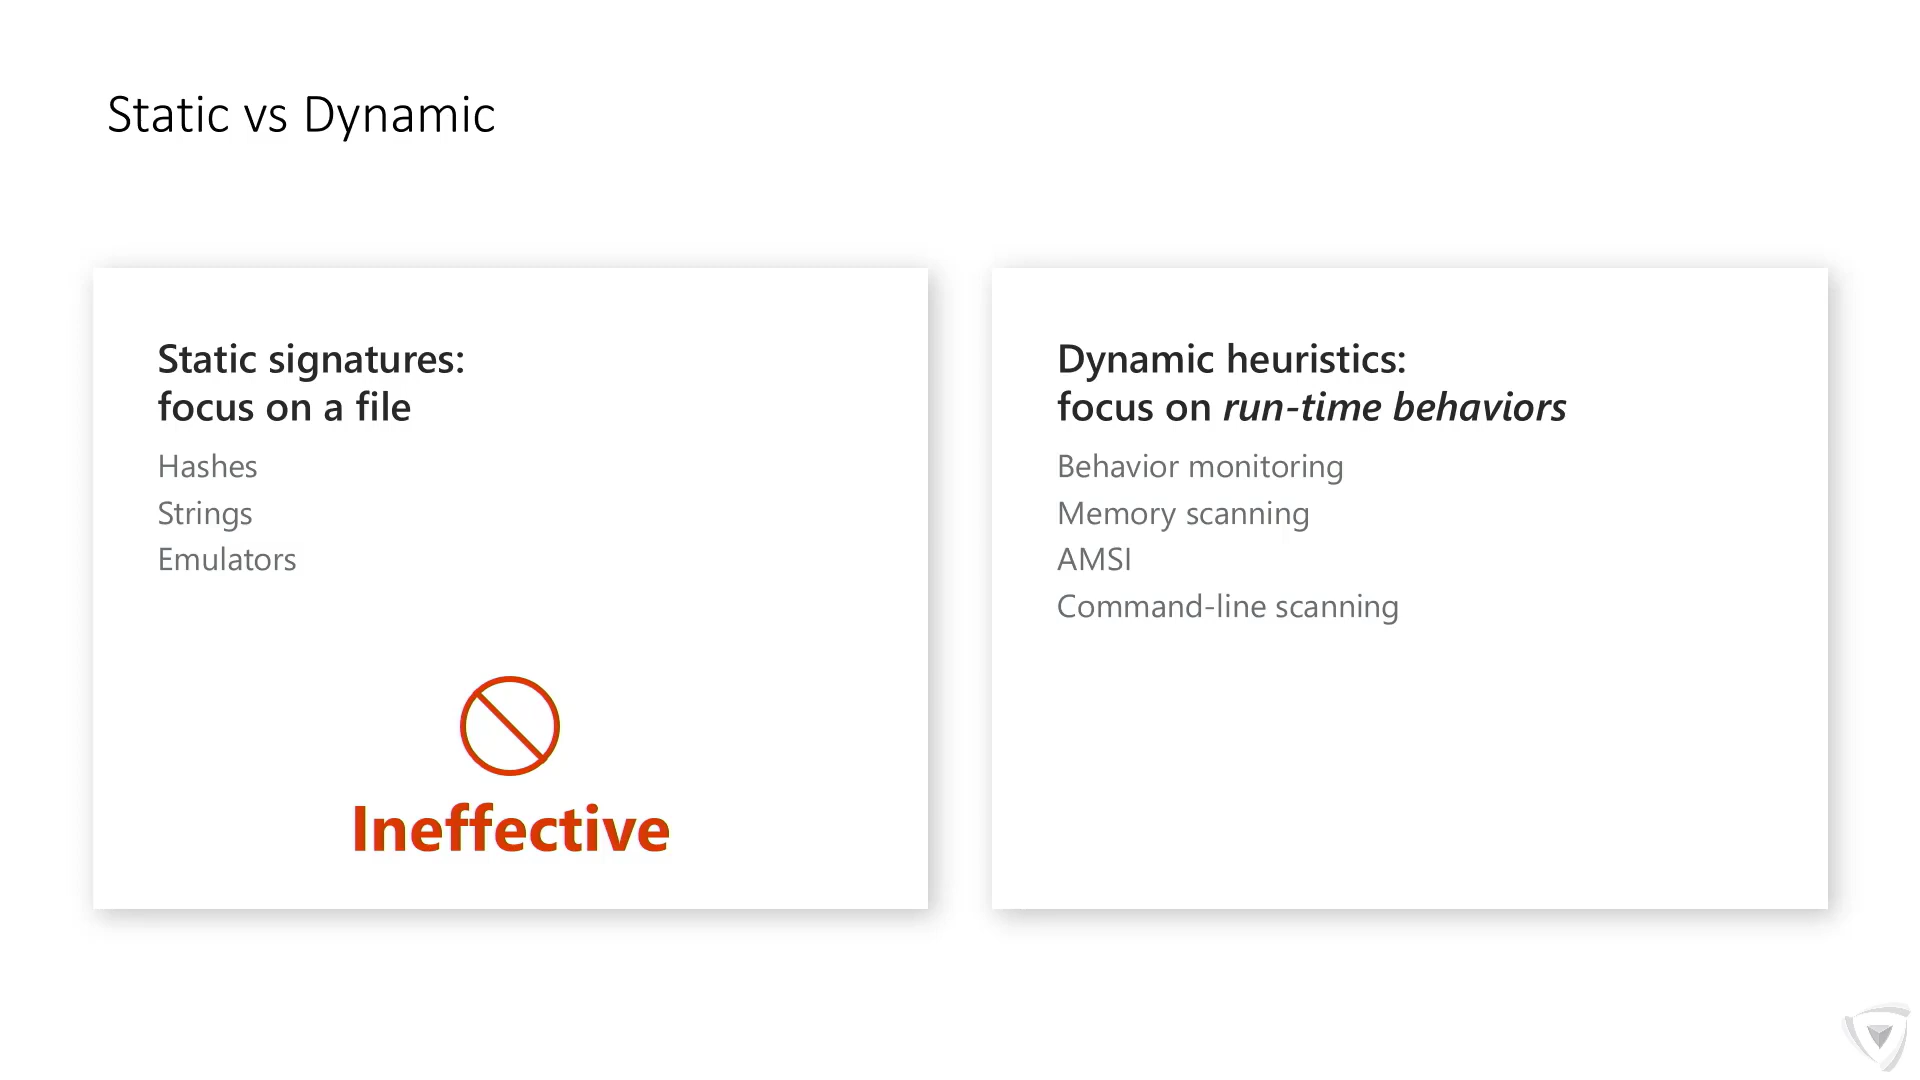 Static vs Dynamic
Static signatures:
focus on a file
Hashes
Strings
Emulators
Ineffective
Dynamic heuristics:
focus on run-time behaviors
Behavior monitoring
Memory scanning
AMSI
Command-line scanning